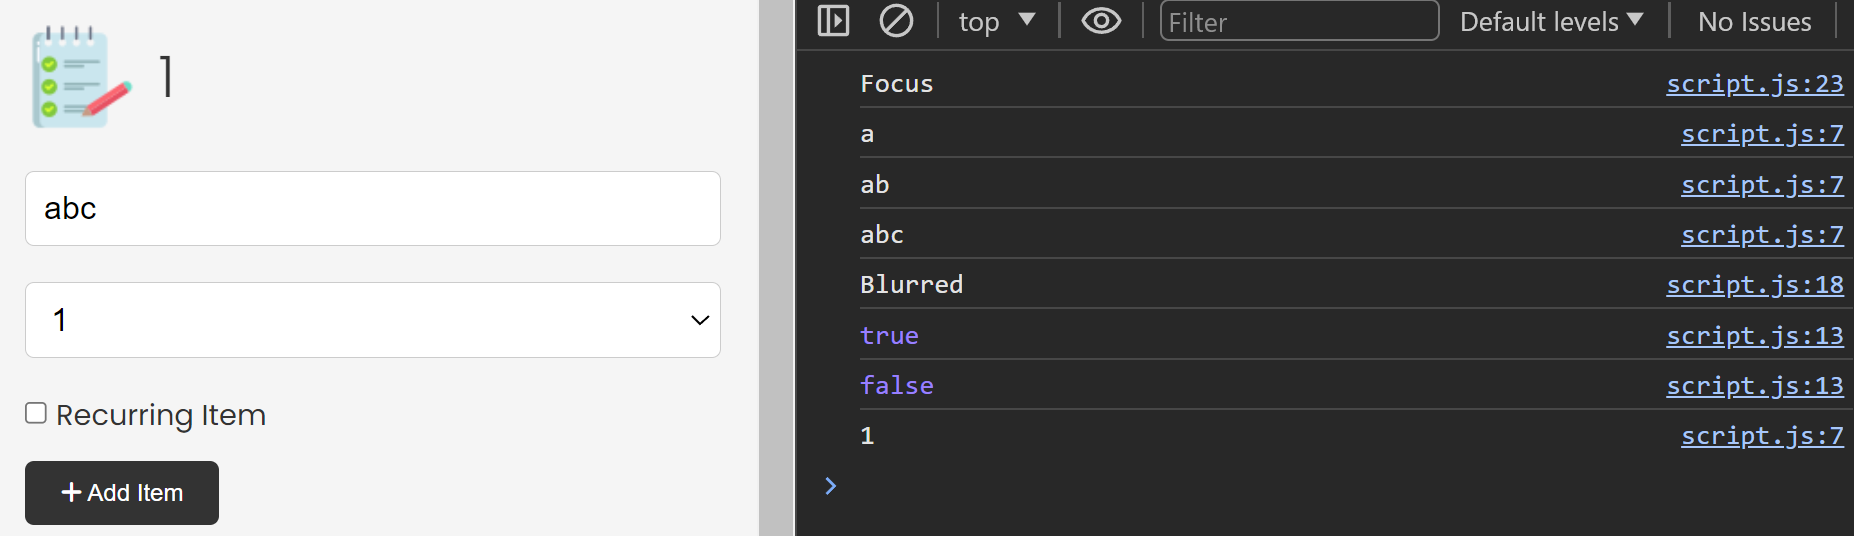 1
abc
1
Recurring Item
Add Item
top Filter Default levels No Issues
Focus script.js:23
a script.js:7
ab script.js:7
abc script.js:7
Blurred script.js:18
true script.js:13
false script.js:13
1 script.js:7